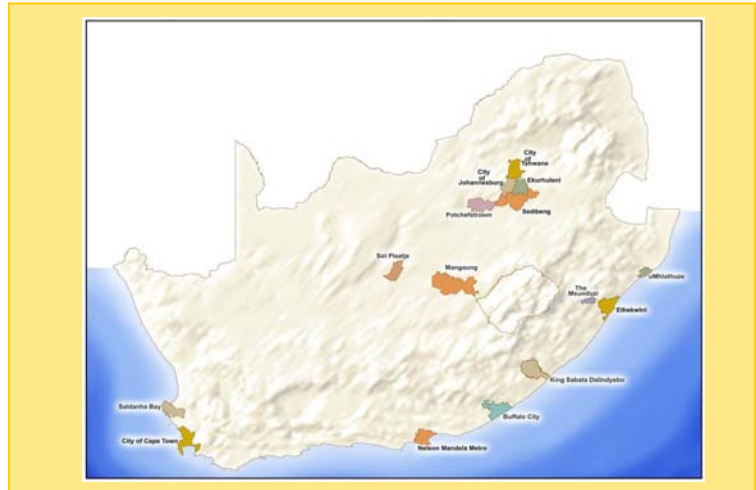 City
of
Tshwane
City
of
Johannesburg
Ekurhuleni
Potchefstroom
Sedibeng
Sol Plaatje
Mangaung
uMhlathuze
The
Msunduzi
Ethekwini
King Sabata Dalindyebo
Saldanha Bay
Buffalo City
City of Cape Town
Nelson Mandela Metro